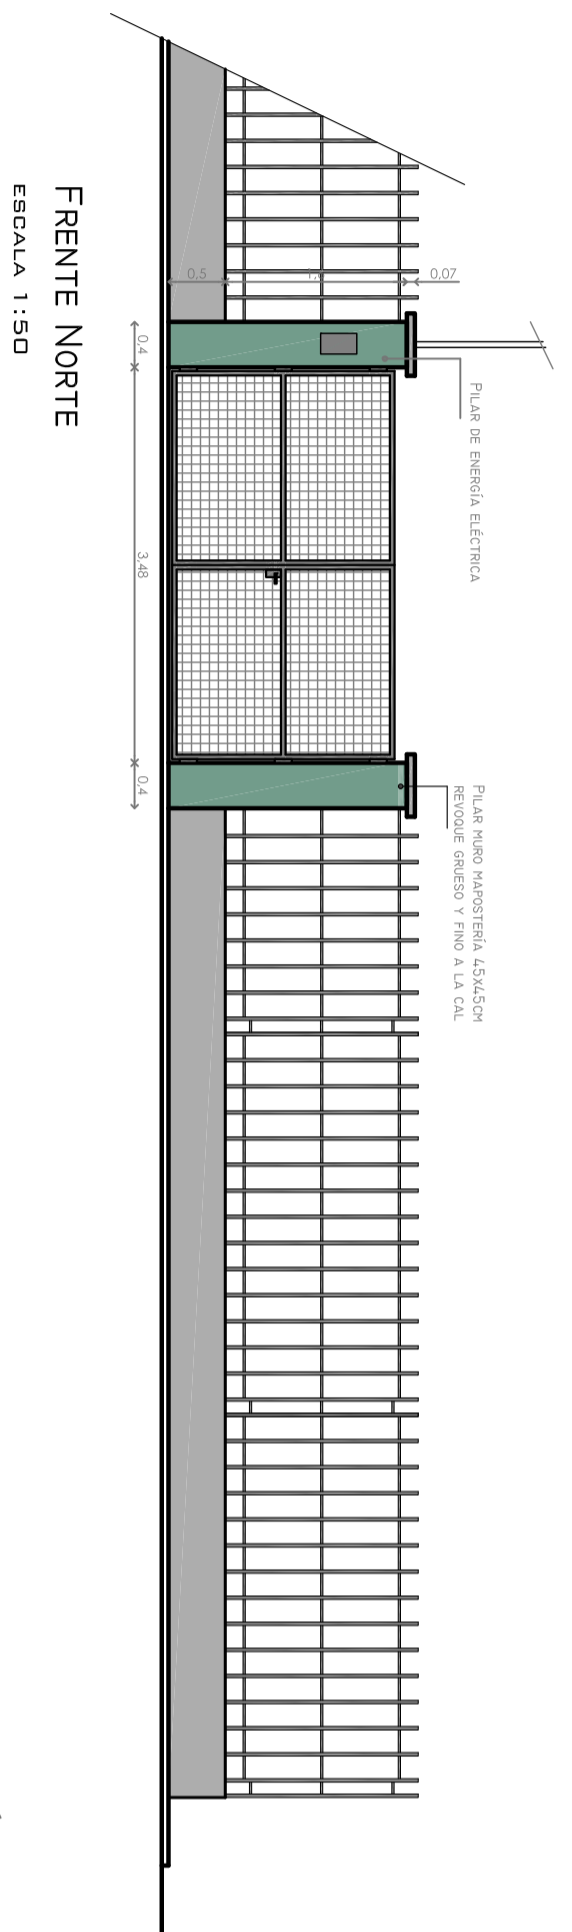 FRENTE NORTE
ESCALA 1:50
0,5
0,07
0,4
3,48
0,4
PILAR DE ENERGÍA ELÉCTRICA
PILAR MURO MAPOSTERÍA 45X45CM
REVOQUE GRUESO Y FINO A LA CAL